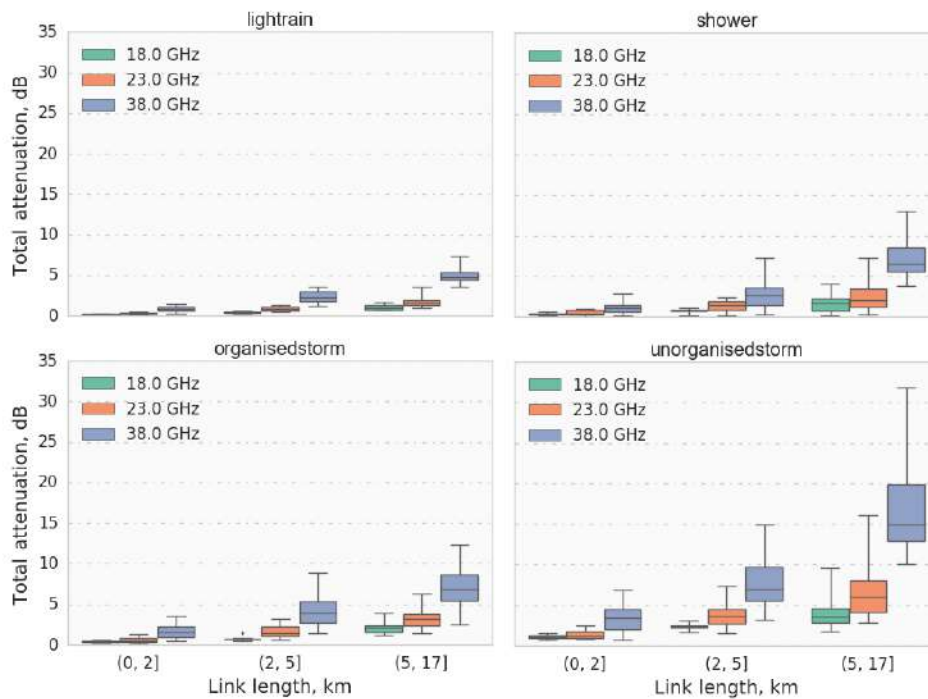 lightrain
35
30
25
20
15
10
5
0
Total attenuation, dB
18.0 GHz
23.0 GHz
38.0 GHz
shower
18.0 GHz
23.0 GHz
38.0 GHz
organisedstorm
35
30
25
20
15
10
5
0
Total attenuation, dB
18.0 GHz
23.0 GHz
38.0 GHz
(0, 2] (2, 5] (5, 17]
Link length, km
unorganisedstorm
18.0 GHz
23.0 GHz
38.0 GHz
(0, 2] (2, 5] (5, 17]
Link length, km